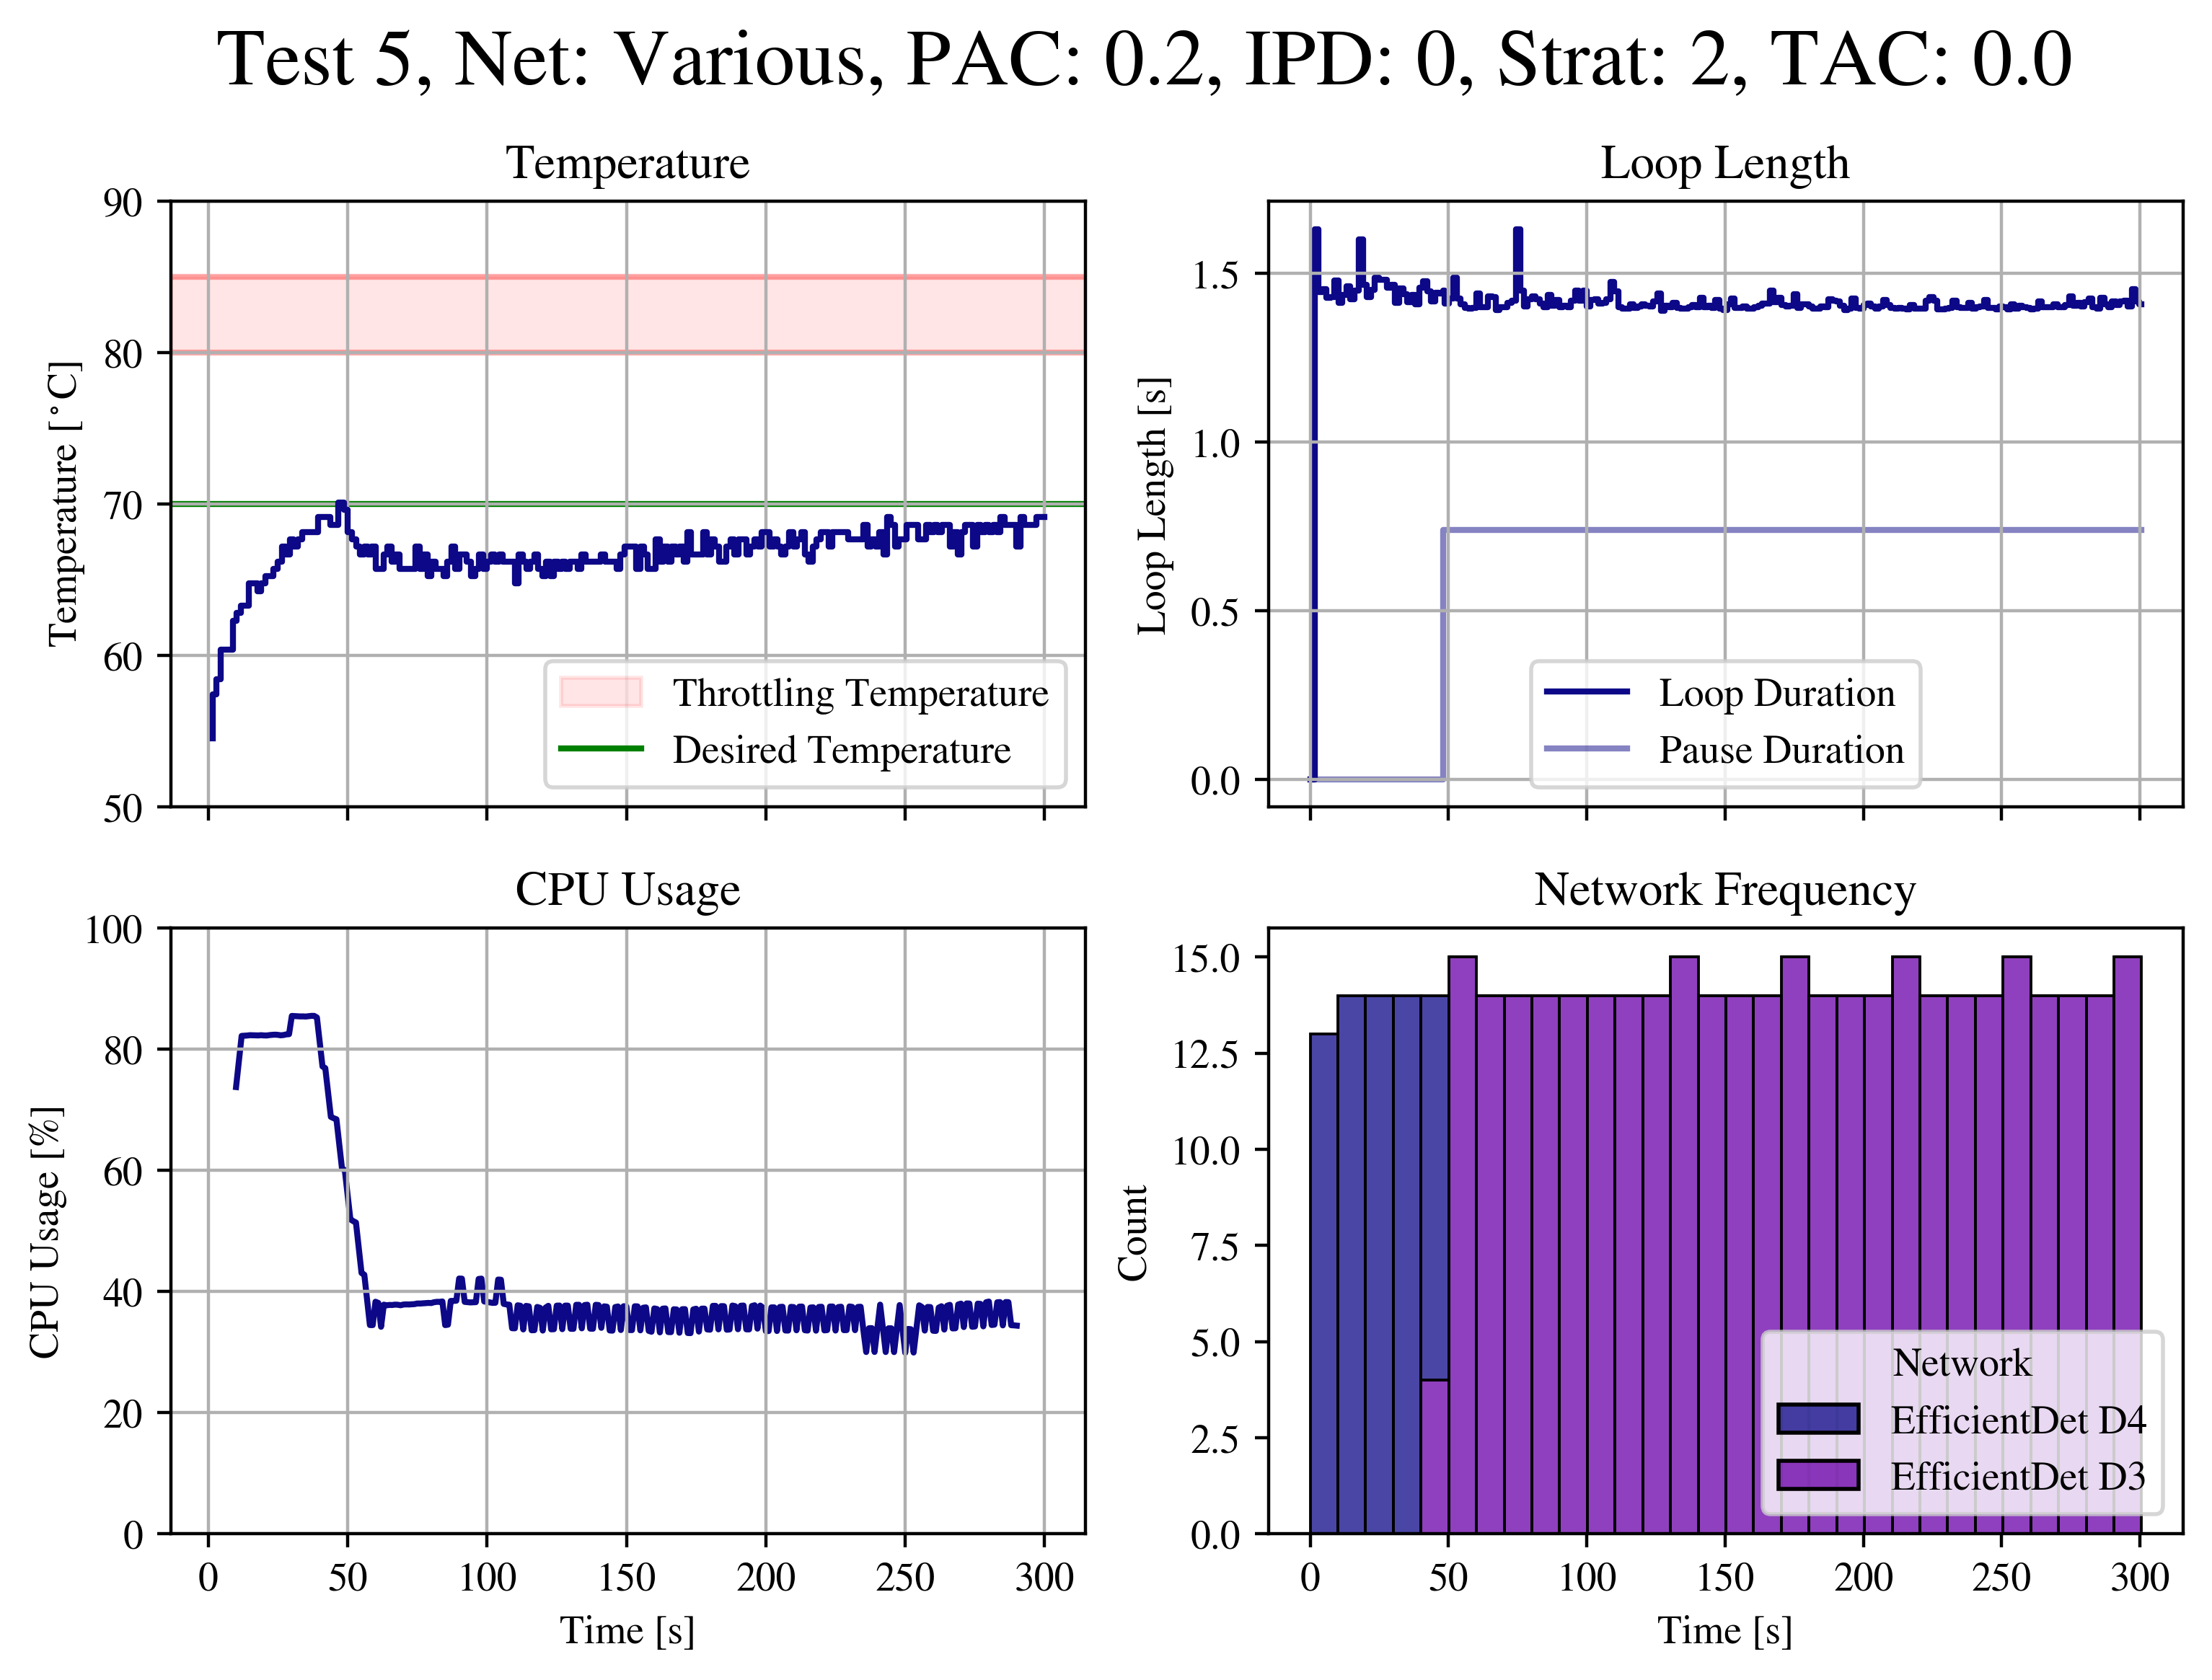 Test 5, Net: Various, PAC: 0.2, IPD: 0, Strat: 2, TAC: 0.0
Temperature
90
80
70
60
50
Temperature [°C]
Throttling Temperature
Desired Temperature
Loop Length
1.5
1.0
0.5
0.0
Loop Length [s]
Loop Duration
Pause Duration
CPU Usage
100
80
60
40
20
0
CPU Usage [%]
0 50 100 150 200 250 300
Time [s]
Network Frequency
15.0
12.5
10.0
7.5
5.0
2.5
0.0
Count
Network
EfficientDet D4
EfficientDet D3
0 50 100 150 200 250 300
Time [s]